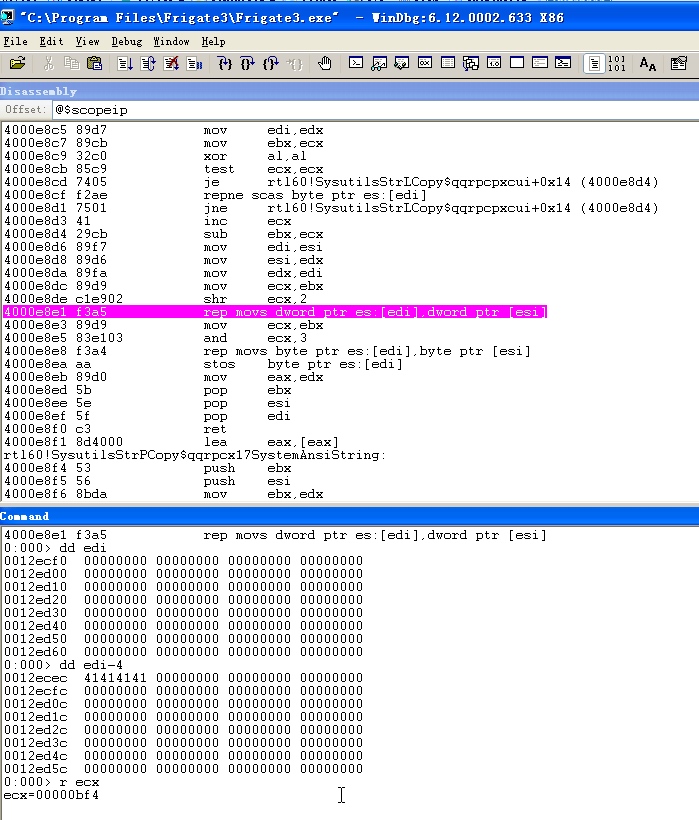 "C:\Program Files\Frigate3\Frigate3.exe" - WinDbg:6.12.0002.633 X86
File Edit View Debug Window Help
Disassembly
Offset: @$scopeip
4000e8c5 89d7 mov edi,edx
4000e8c7 89cb mov ebx,ecx
4000e8c9 32c0 xor al,al
4000e8cb 85c9 test ecx,ecx
4000e8cd 7405 je rtl60!SysutilsStrLCopy$qqrpcpxcui+0x14 (4000e8d4)
4000e8cf f2ae repne scas byte ptr es:[edi]
4000e8d1 7501 jne rtl60!SysutilsStrLCopy$qqrpcpxcui+0x14 (4000e8d4)
4000e8d3 41 inc ecx
4000e8d4 29cb sub ebx,ecx
4000e8d6 89f7 mov edi,esi
4000e8d8 89d6 mov esi,edx
4000e8da 89fa mov edx,edi
4000e8dc 89d9 mov ecx,ebx
4000e8de c1e902 shr ecx,2
4000e8e1 f3a5 rep movs dword ptr es:[edi],dword ptr [esi]
4000e8e3 89d9 mov ecx,ebx
4000e8e5 83e103 and ecx,3
4000e8e8 f3a4 rep movs byte ptr es:[edi],byte ptr [esi]
4000e8ea aa stos byte ptr es:[edi]
4000e8eb 89d0 mov eax,edx
4000e8ed 5b pop ebx
4000e8ee 5e pop esi
4000e8ef 5f pop edi
4000e8f0 c3 ret
4000e8f1 8d4000 lea eax,[eax]
rtl60!SysutilsStrPCopy$qqrpcx17SystemAnsiString:
4000e8f4 53 push ebx
4000e8f5 56 push esi
4000e8f6 8bda mov ebx,edx
Command
4000e8e1 f3a5 rep movs dword ptr es:[edi],dword ptr [esi]
0:000> dd edi
0012ecf0 00000000 00000000 00000000 00000000
0012ed00 00000000 00000000 00000000 00000000
0012ed10 00000000 00000000 00000000 00000000
0012ed20 00000000 00000000 00000000 00000000
0012ed30 00000000 00000000 00000000 00000000
0012ed40 00000000 00000000 00000000 00000000
0012ed50 00000000 00000000 00000000 00000000
0012ed60 00000000 00000000 00000000 00000000
0:000> dd edi-4
0012ecec 41414141 00000000 00000000 00000000
0012ecfc 00000000 00000000 00000000 00000000
0012ed0c 00000000 00000000 00000000 00000000
0012ed1c 00000000 00000000 00000000 00000000
0012ed2c 00000000 00000000 00000000 00000000
0012ed3c 00000000 00000000 00000000 00000000
0012ed4c 00000000 00000000 00000000 00000000
0012ed5c 00000000 00000000 00000000 00000000
0:000> r ecx
ecx=00000bf4